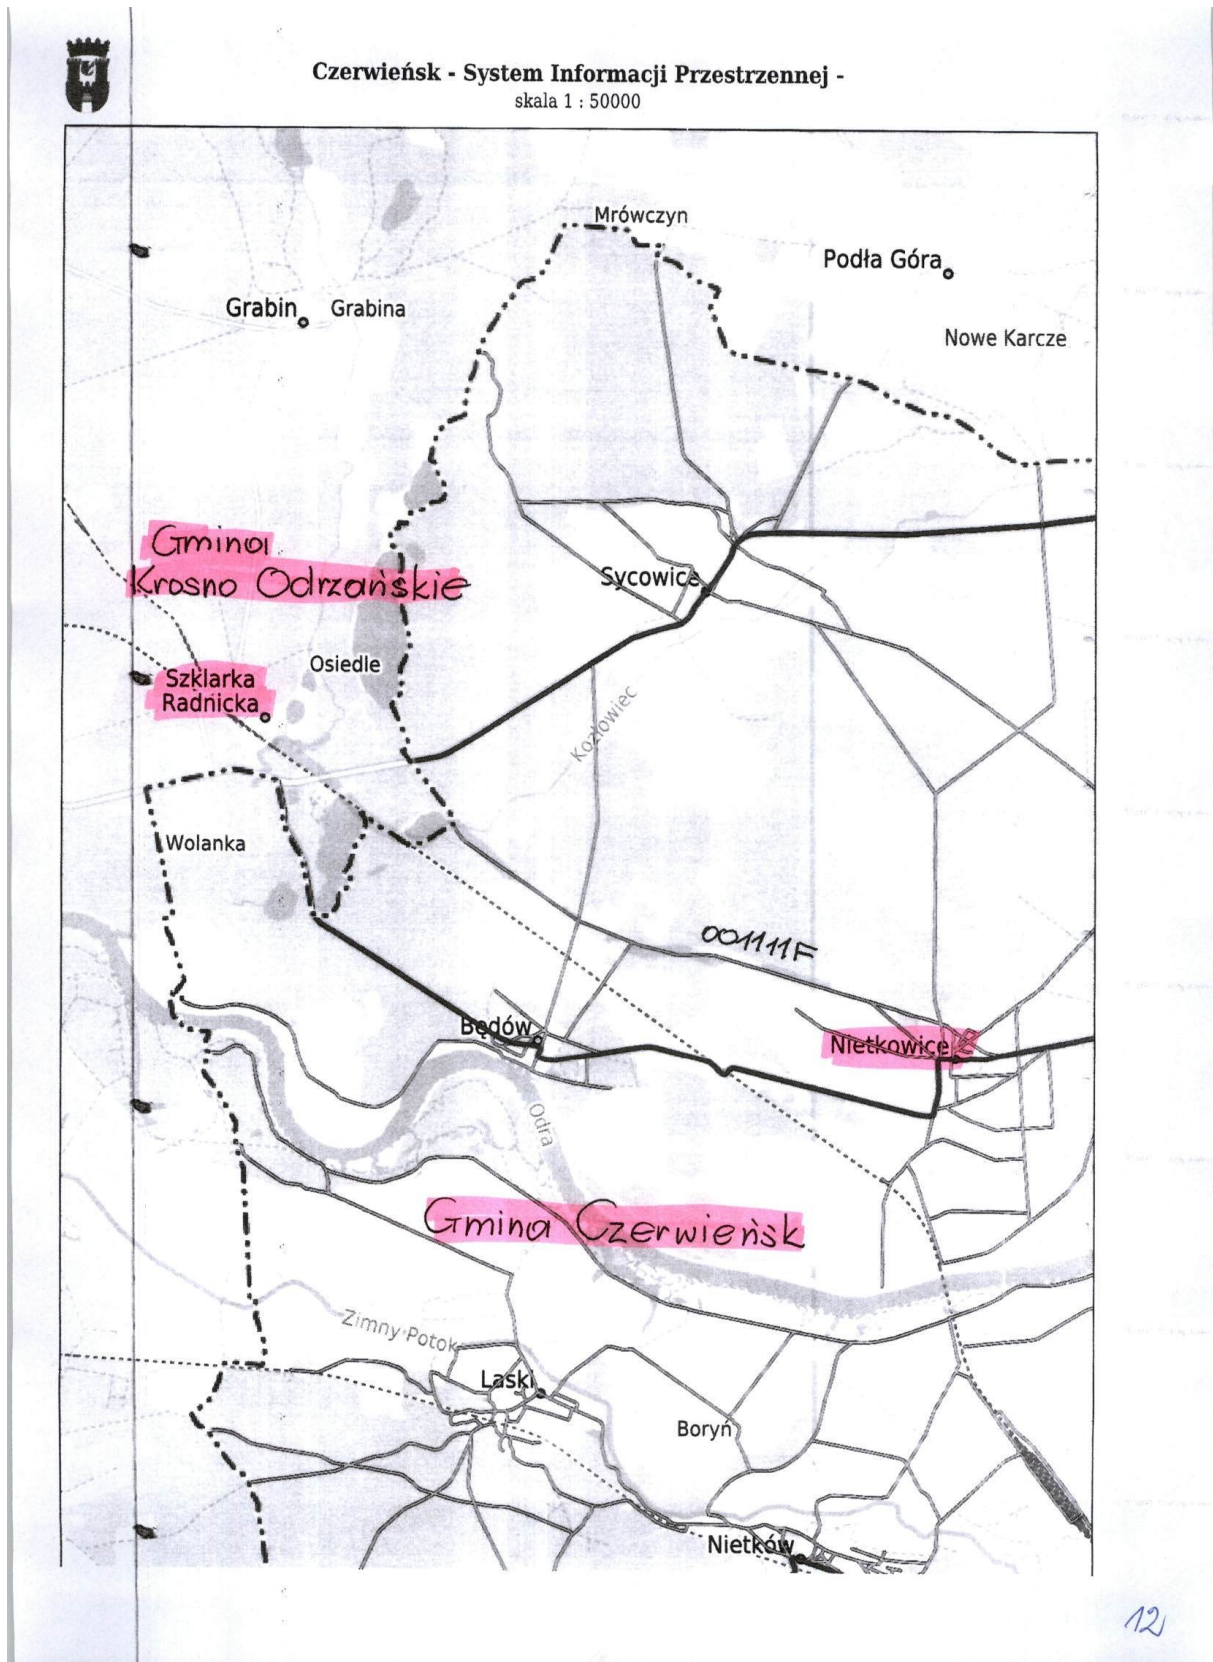 Czerwieńsk - System Informacji Przestrzennej -
skala 1 : 50000
Mrówczyn
Podła Góra
Grabin
Grabina
Nowe Karcze
Gmina
Krosno Odrzańskie
Sycowice
Osiedle
Szklarka
Radnicka
Kozłowiec
Wolanka
001111F
Będów
Nietkowice
Odra
Gmina Czerwieńsk
Zimny Potok
Laski
Boryń
Nietków
12